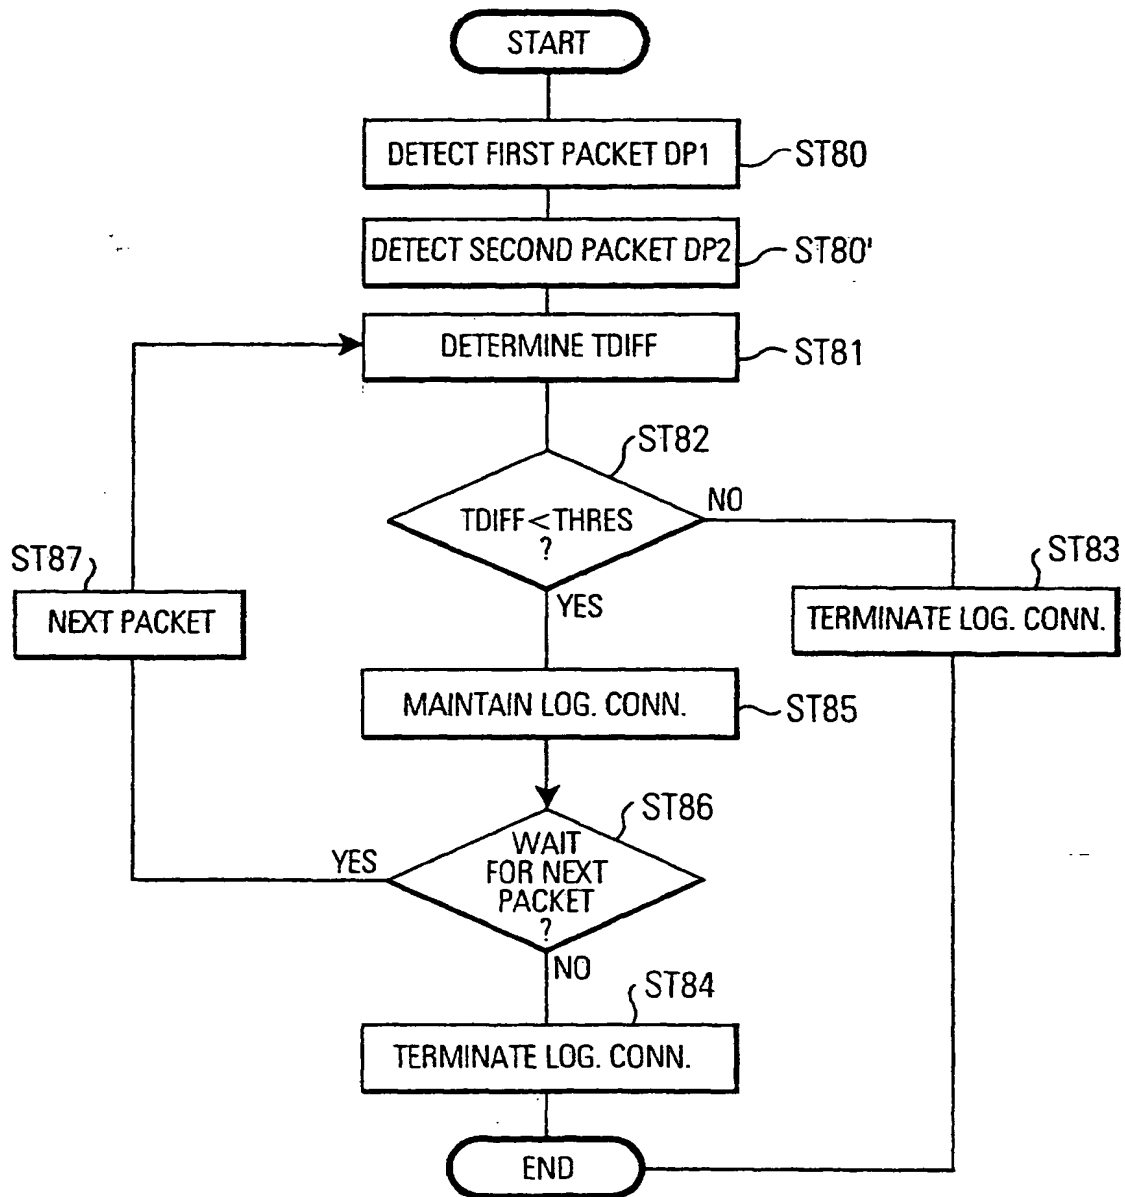 START
DETECT FIRST PACKET DP1
ST80
DETECT SECOND PACKET DP2
ST80'
DETERMINE TDIFF
ST81
ST82
TDIFF<THRES
?
NO
YES
ST87
NEXT PACKET
ST83
TERMINATE LOG. CONN.
MAINTAIN LOG. CONN.
ST85
ST86
WAIT
FOR NEXT
PACKET
?
YES
NO
ST84
TERMINATE LOG. CONN.
END